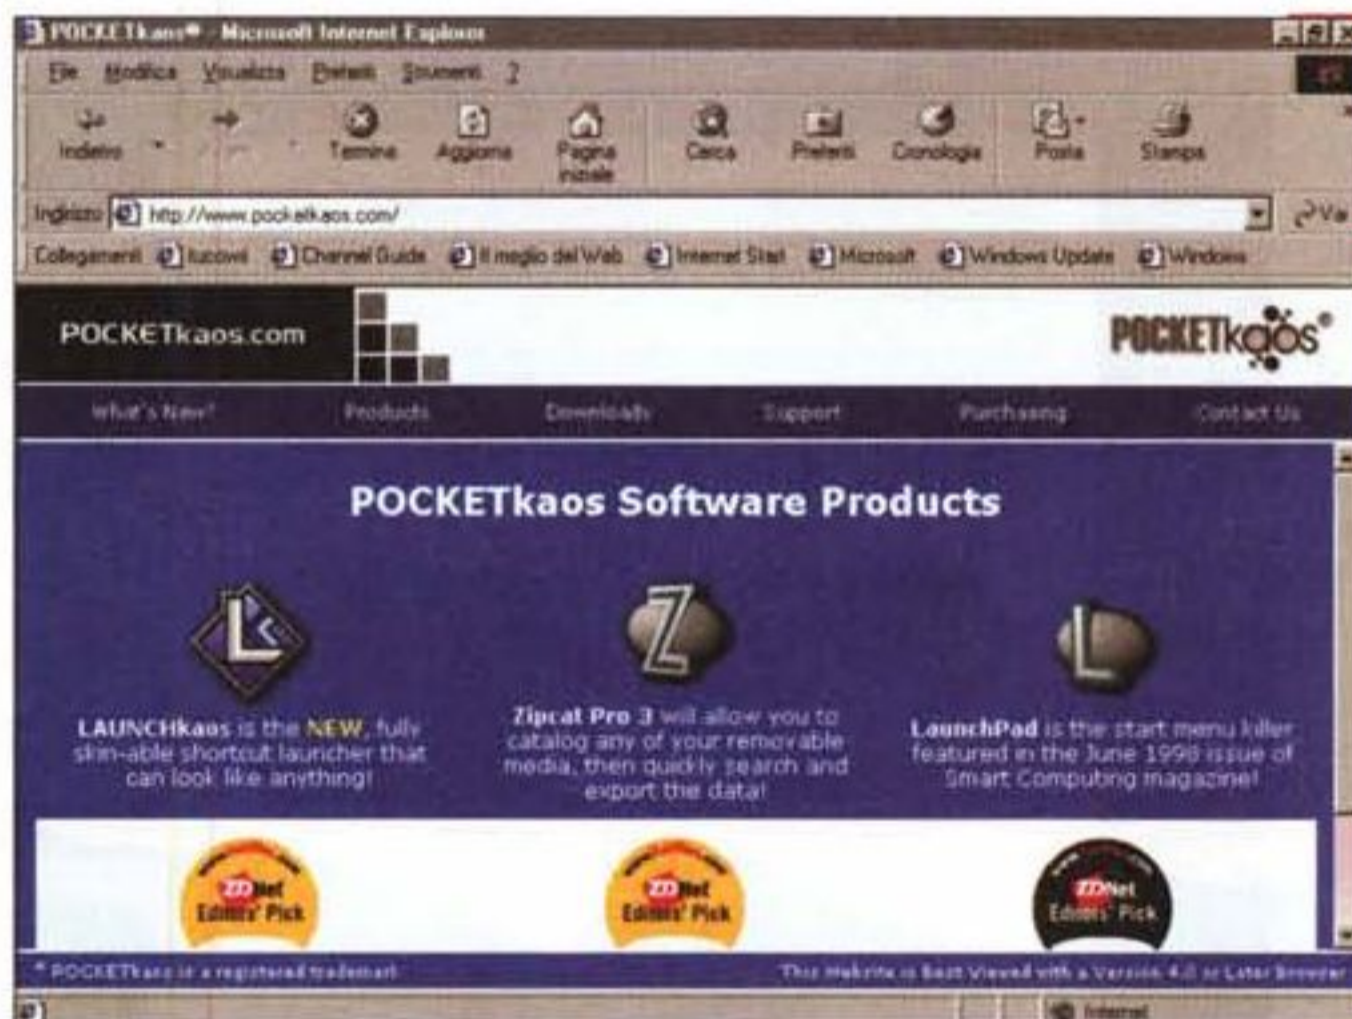 POCKETkaos® - Microsoft Internet Explorer
File Modifica Visualizza Preferiti Strumenti ?
Indietro Termina Aggiorna Pagina iniziale Cerca Preferiti Cronologia Posta Stampa
Indirizzo http://www.pocketkaos.com/ Vai
Collegamenti Channel Guide Il meglio del Web Internet Start Microsoft Windows Update Windows
POCKETkaos.com
POCKETkaos®
What's New? Products Downloads Support Purchasing Contact Us
POCKETkaos Software Products
LAUNCHkaos is the NEW, fully
skin-able shortcut launcher that
can look like anything!
Zipcat Pro 3 will allow you to
catalog any of your removable
media, then quickly search and
export the data!
LaunchPad is the start menu killer
featured in the June 1998 issue of
Smart Computing magazine!
ZDNet
Editors' Pick
ZDNet
Editors' Pick
ZDNet
Editors' Pick
® POCKETkaos is a registered trademark
This Website is Best Viewed with a Version 4.0 or Later Browser
Internet